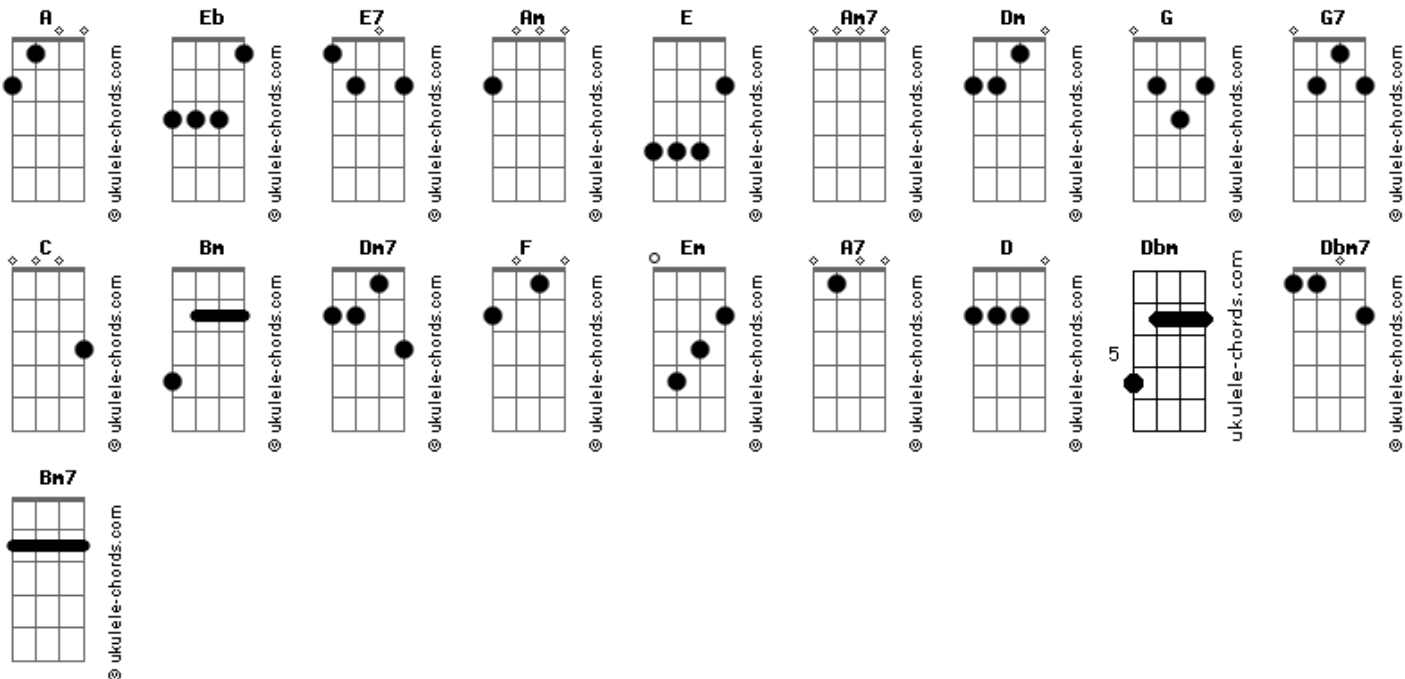 A Eb E7 Am E Am7 Dm G G7
© ukulele-chords.com © ukulele-chords.com © ukulele-chords.com © ukulele-chords.com © ukulele-chords.com © ukulele-chords.com © ukulele-chords.com © ukulele-chords.com © ukulele-chords.com
C Bm Dm7 F Em A7 D Dbm Dbm7
5
© ukulele-chords.com © ukulele-chords.com © ukulele-chords.com © ukulele-chords.com © ukulele-chords.com © ukulele-chords.com © ukulele-chords.com ukulele-chords.com © ukulele-chords.com
Bm7
© ukulele-chords.com